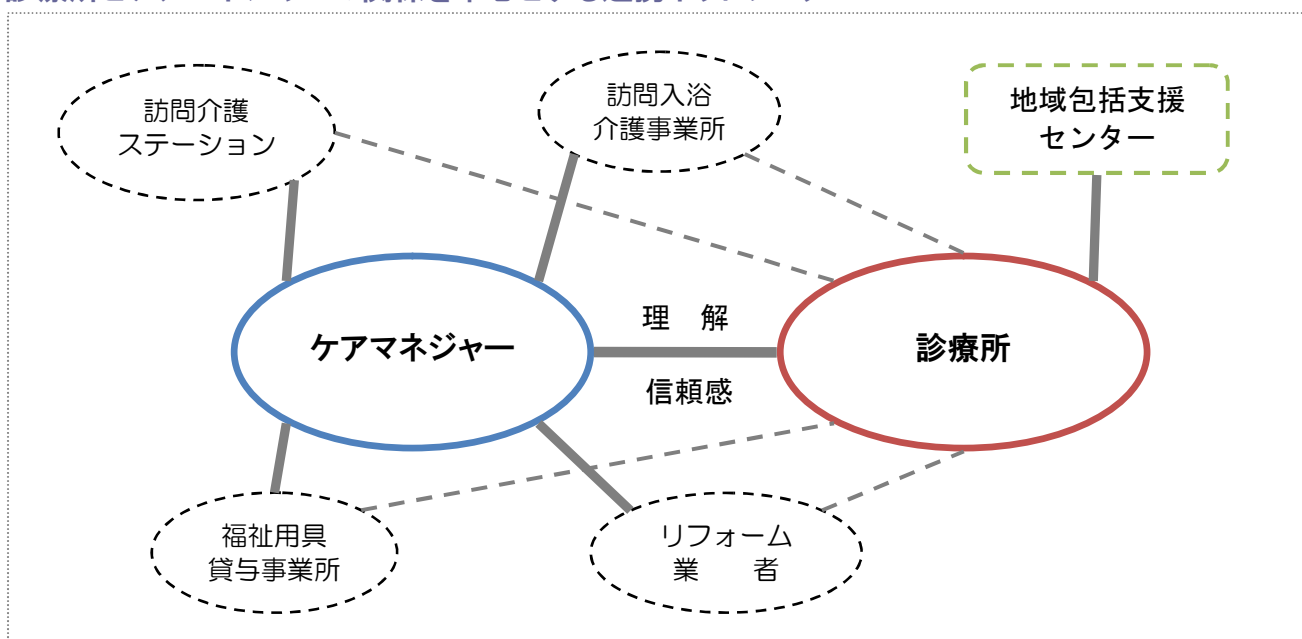 訪問介護
ステーション
訪問入浴
介護事業所
地域包括支援
センター
ケアマネジャー
理　解
信頼感
診療所
福祉用具
貸与事業所
リフォーム
業　　者